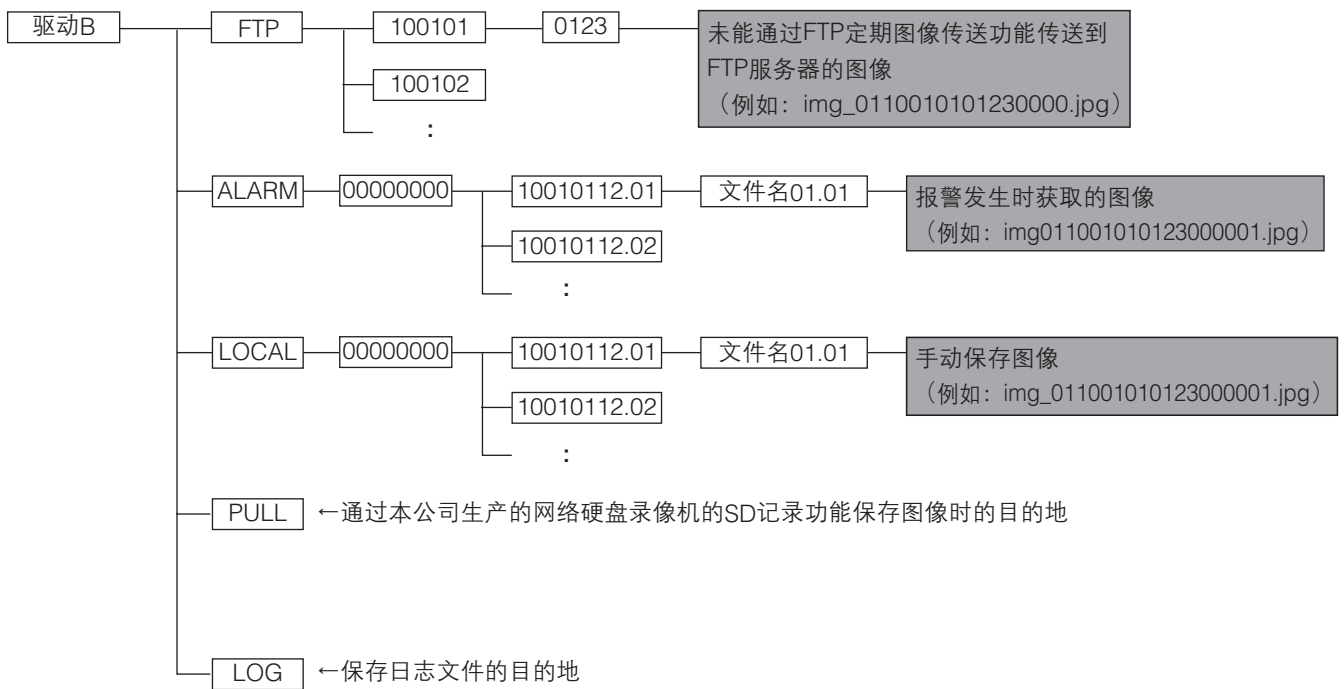 驱动B FTP 100101 0123 未能通过FTP定期图像传送功能传送到
FTP服务器的图像
100102
（例如：img_0110010101230000.jpg）
：
ALARM 00000000 10010112.01 文件名01.01 报警发生时获取的图像
（例如：img011001010123000001.jpg）
10010112.02
：
LOCAL 00000000 10010112.01 文件名01.01 手动保存图像
（例如：img_011001010123000001.jpg）
10010112.02
：
PULL ←通过本公司生产的网络硬盘录像机的SD记录功能保存图像时的目的地
LOG ←保存日志文件的目的地